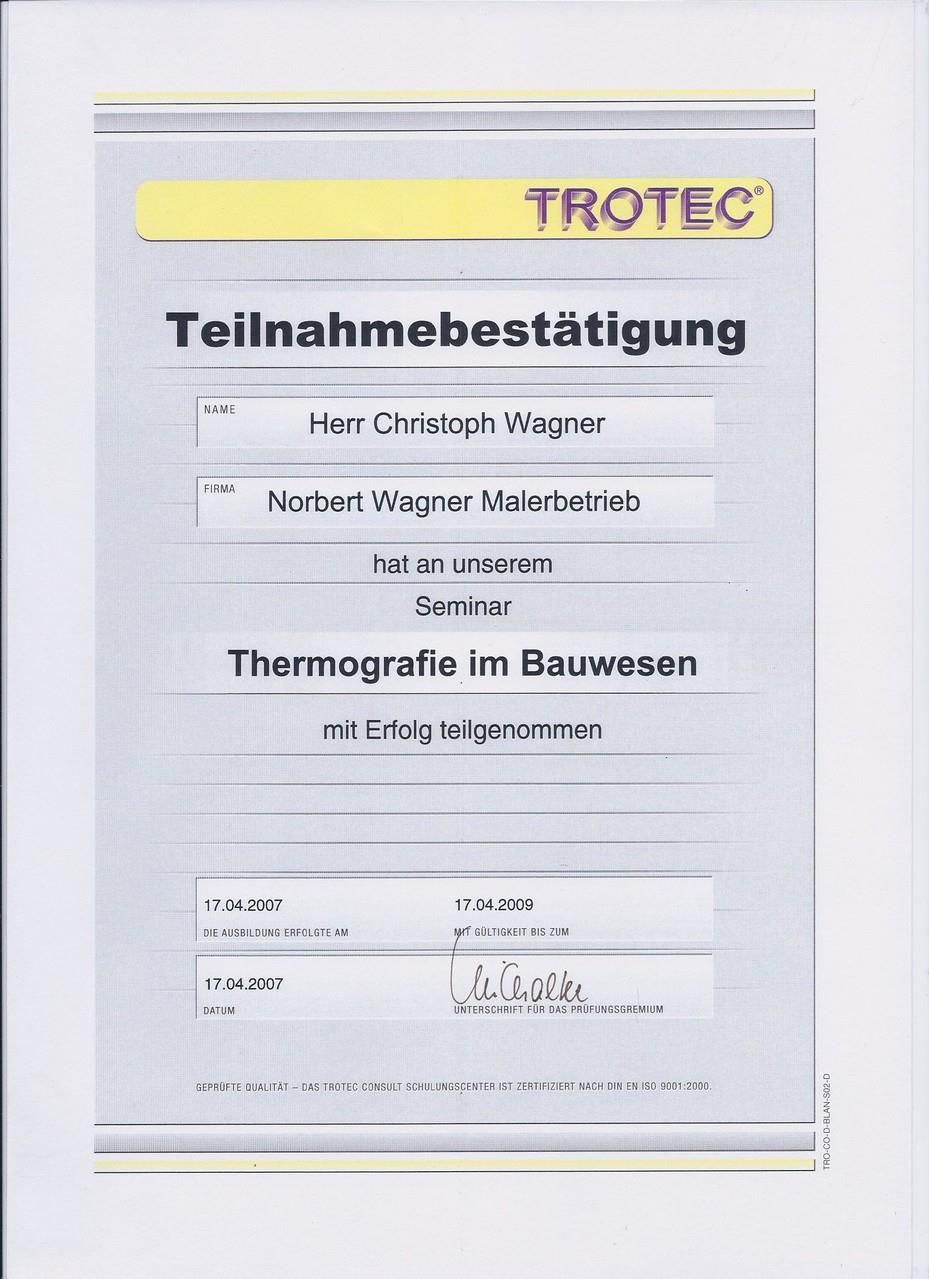 TROTEC®
Teilnahmebestätigung
NAME
Herr Christoph Wagner
FIRMA
Norbert Wagner Malerbetrieb
hat an unserem
Seminar
Thermografie im Bauwesen
mit Erfolg teilgenommen
17.04.2007 17.04.2009
DIE AUSBILDUNG ERFOLGTE AM MIT GÜLTIGKEIT BIS ZUM
17.04.2007
DATUM UNTERSCHRIFT FÜR DAS PRÜFUNGSGREMIUM
GEPRÜFTE QUALITÄT – DAS TROTEC CONSULT SCHULUNGSCENTER IST ZERTIFIZIERT NACH DIN EN ISO 9001:2000.
TRO-CO-D-BLAN-S02-D